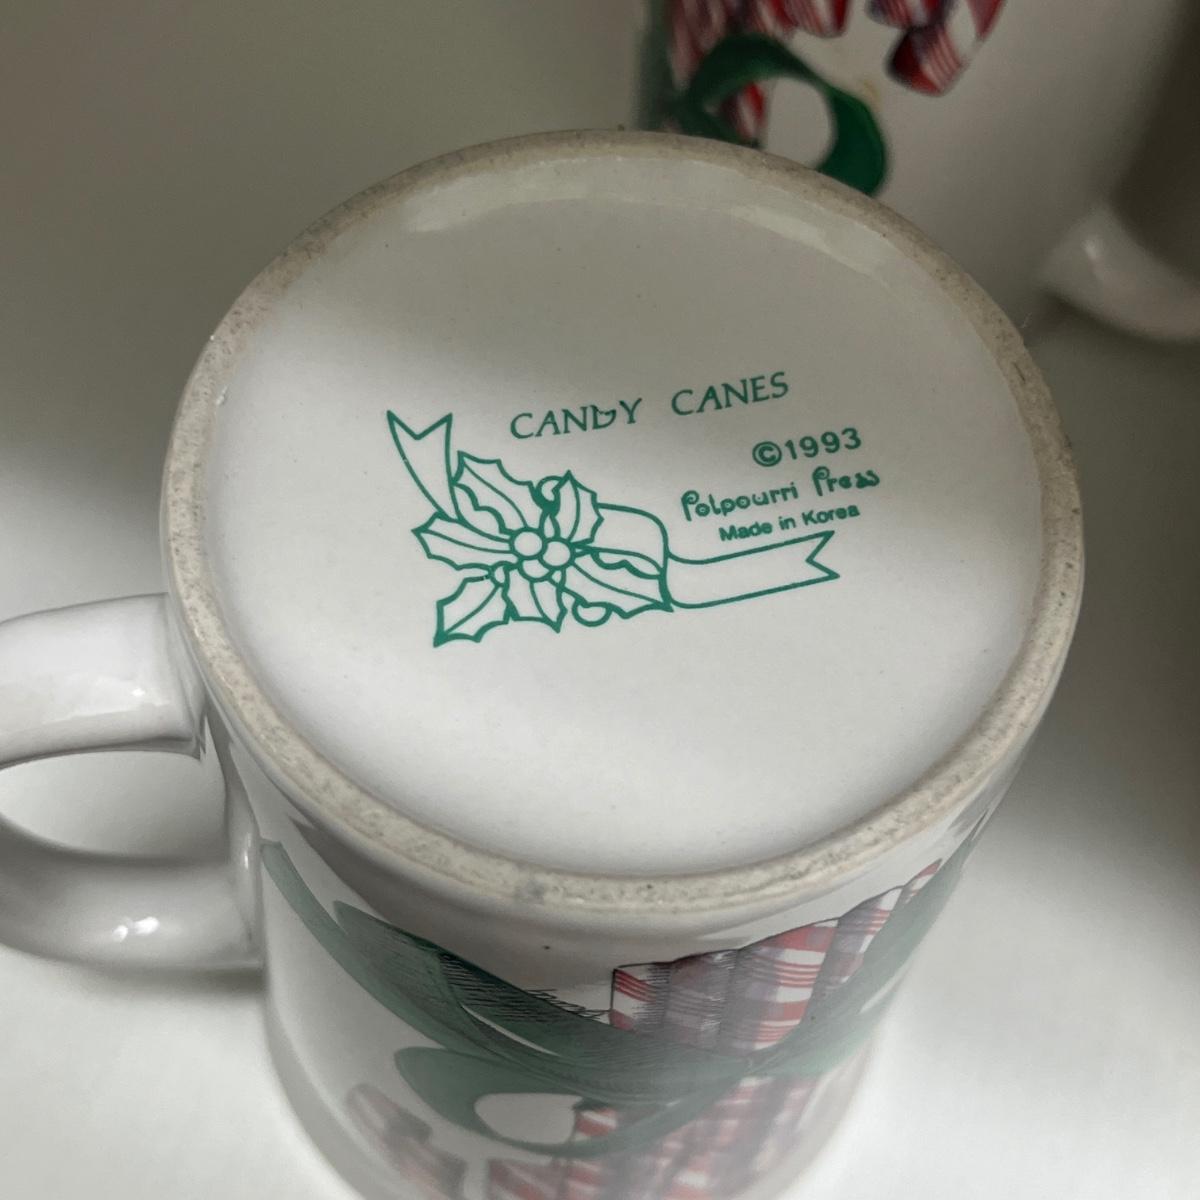 CANDY CANES
©1993
Potpourri Press
Made in Korea